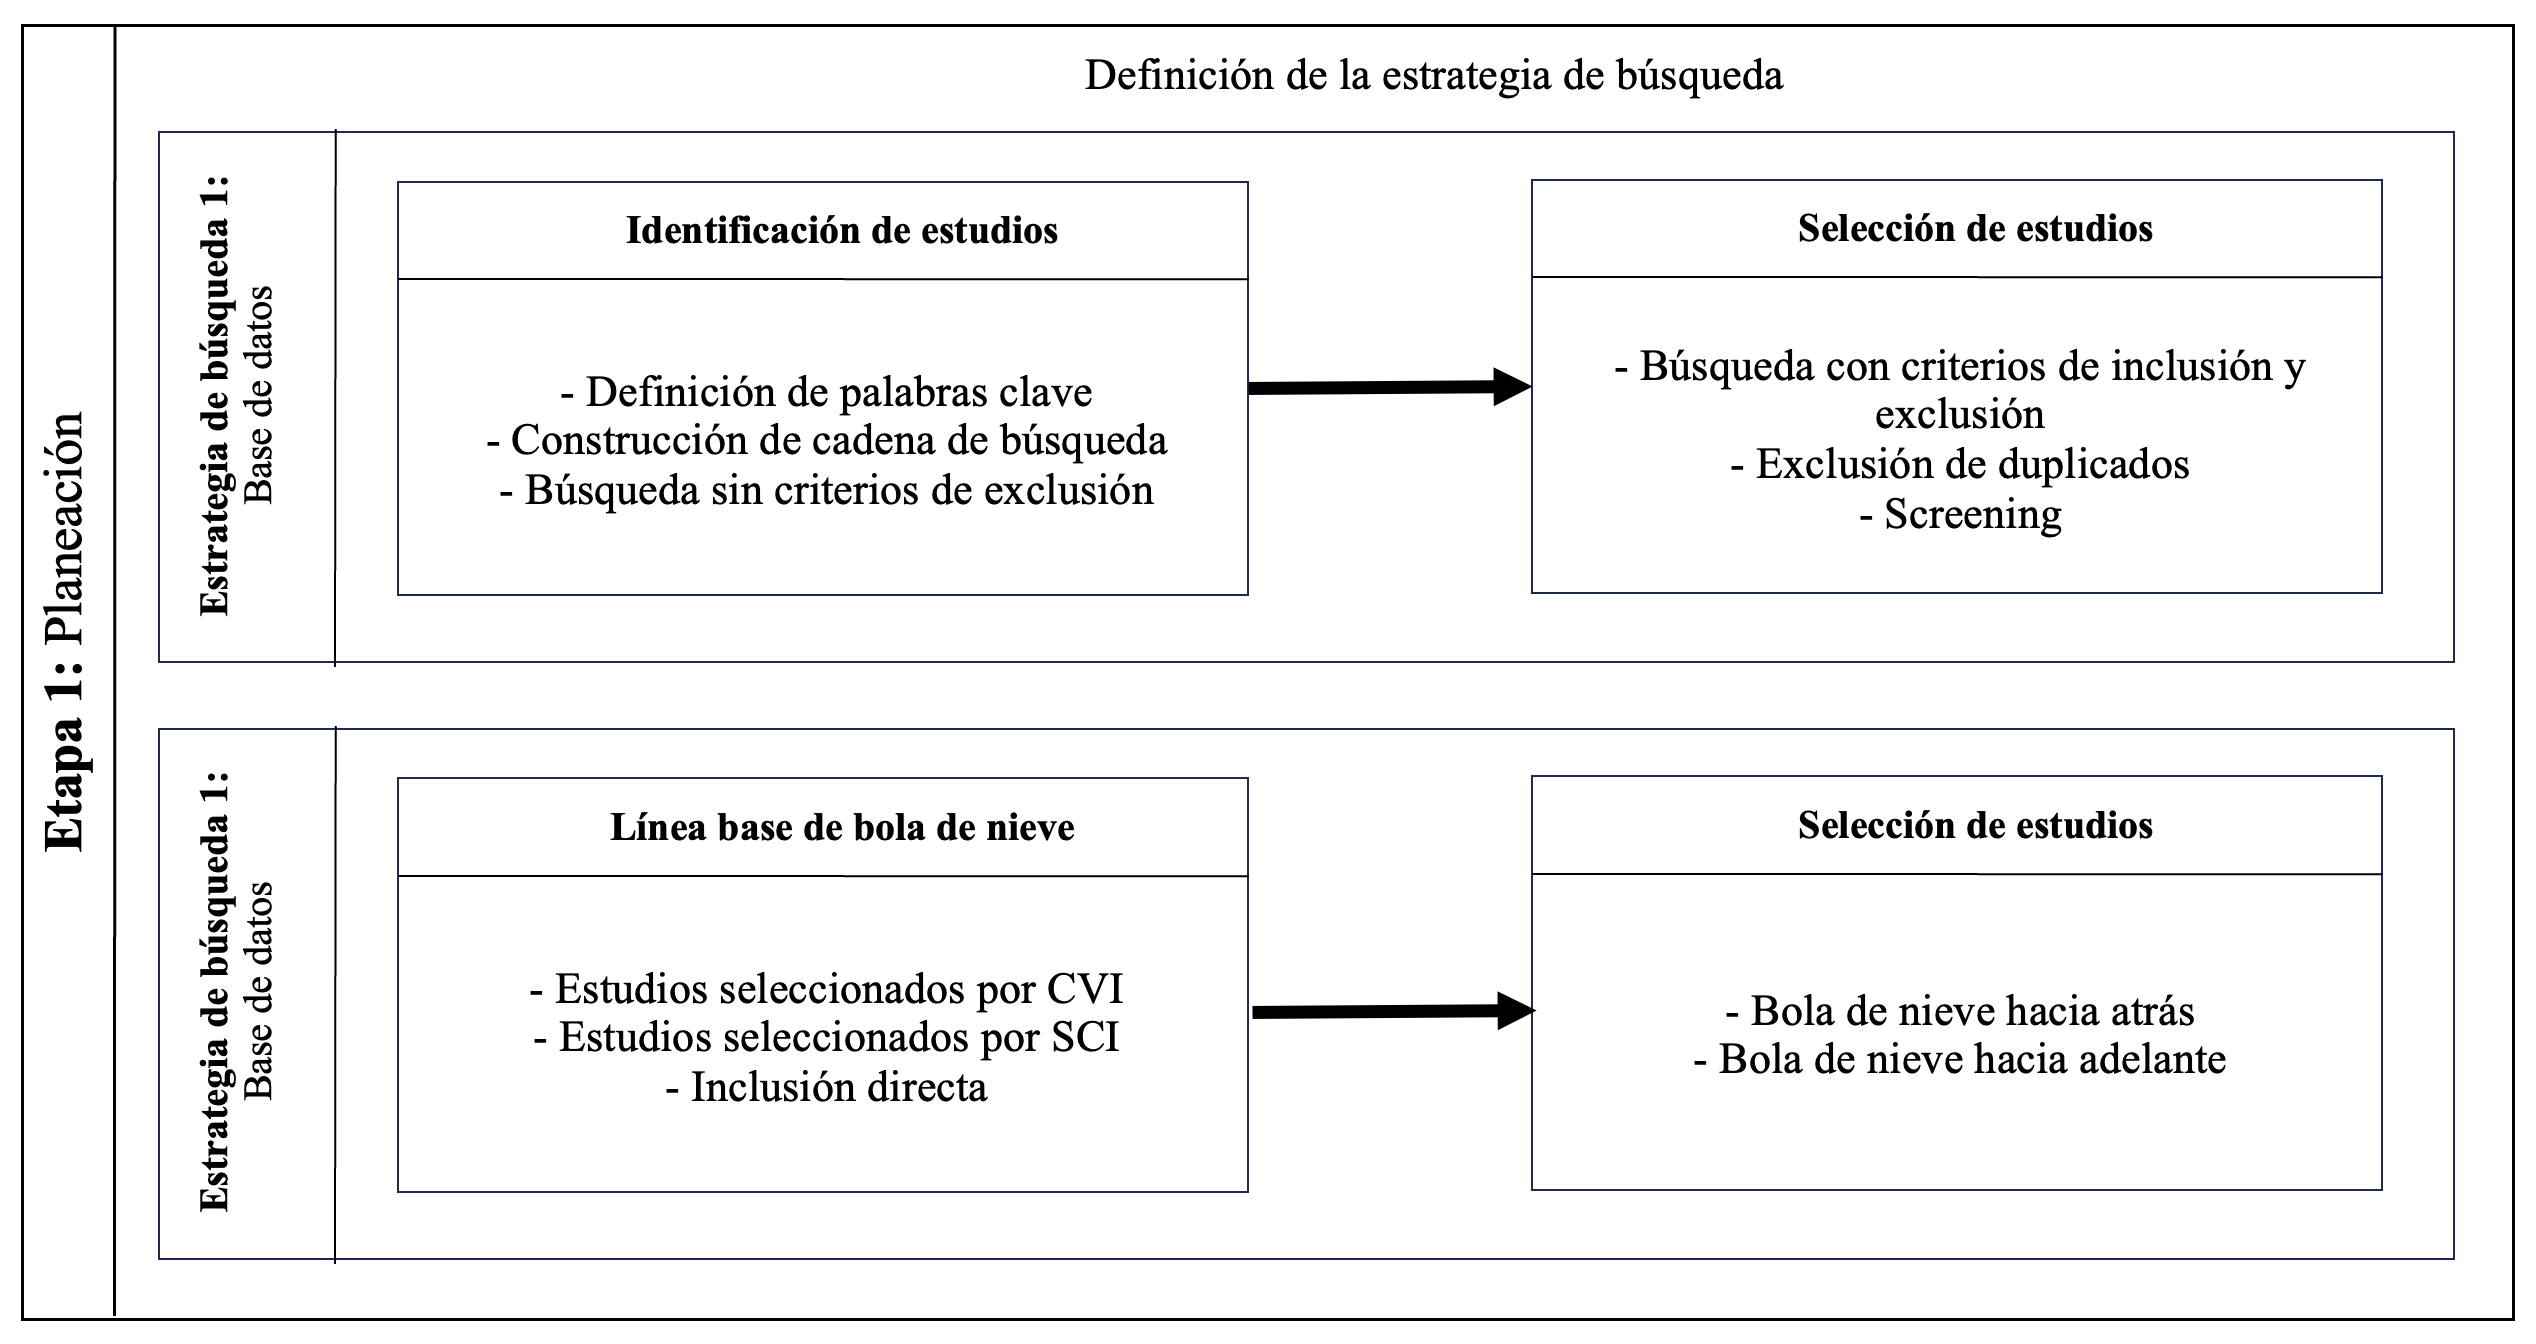 Etapa 1: Planeación
Definición de la estrategia de búsqueda
Estrategia de búsqueda 1:
Base de datos
Identificación de estudios
- Definición de palabras clave
- Construcción de cadena de búsqueda
- Búsqueda sin criterios de exclusión
Selección de estudios
- Búsqueda con criterios de inclusión y
exclusión
- Exclusión de duplicados
- Screening
Estrategia de búsqueda 1:
Base de datos
Línea base de bola de nieve
- Estudios seleccionados por CVI
- Estudios seleccionados por SCI
- Inclusión directa
Selección de estudios
- Bola de nieve hacia atrás
- Bola de nieve hacia adelante